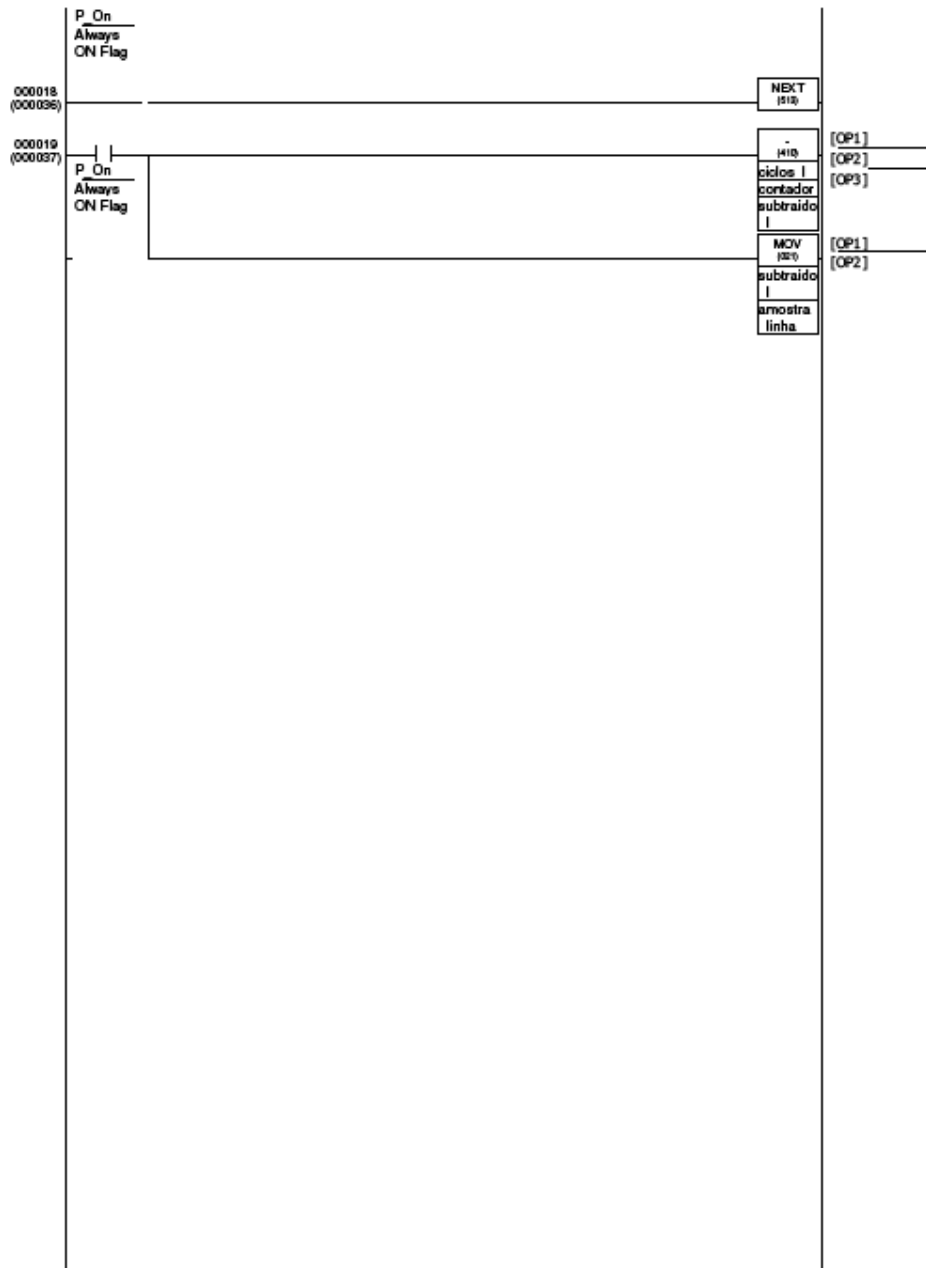 P_On
Always
ON Flag
000018
(000036)
NEXT
(513)
000019
(000037)
P_On
Always
ON Flag
-
(410)
ciclos l
contador
subtraido
l
[OP1]
[OP2]
[OP3]
MOV
(021)
subtraido
l
amostra
linha
[OP1]
[OP2]